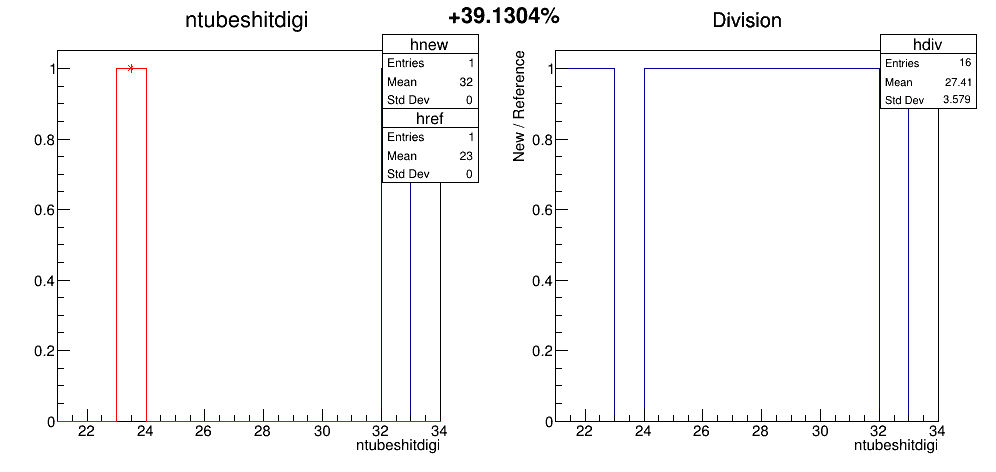 +39.1304%
ntubeshitdigi
hnew
Entries 1
Mean 32
Std Dev 0
href
Entries 1
Mean 23
Std Dev 0
1
0.8
0.6
0.4
0.2
0
22 24 26 28 30 32 34
ntubeshitdigi
Division
hdiv
Entries 16
Mean 27.41
Std Dev 3.579
New / Reference
1
0.8
0.6
0.4
0.2
0
22 24 26 28 30 32 34
ntubeshitdigi